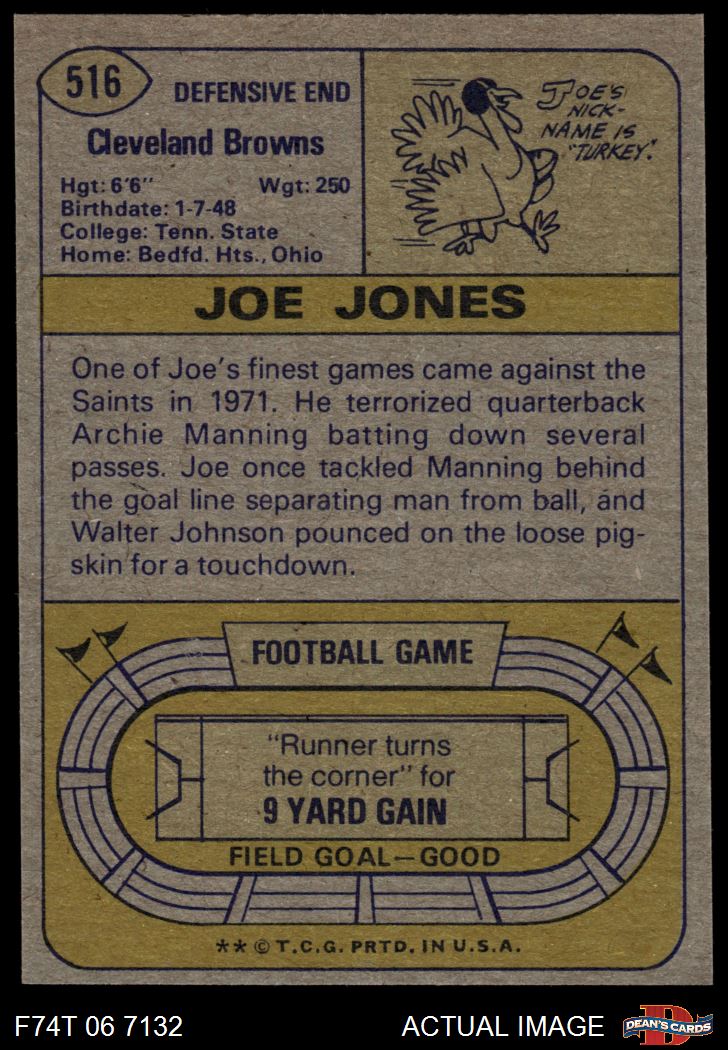 516
DEFENSIVE END
Cleveland Browns
Hgt: 6'6" Wgt: 250
Birthdate: 1-7-48
College: Tenn. State
Home: Bedfd. Hts., Ohio
JOE'S
NICK-
NAME IS
"TURKEY."
JOE JONES
One of Joe's finest games came against the
Saints in 1971. He terrorized quarterback
Archie Manning batting down several
passes. Joe once tackled Manning behind
the goal line separating man from ball, and
Walter Johnson pounced on the loose pig-
skin for a touchdown.
FOOTBALL GAME
"Runner turns
the corner" for
9 YARD GAIN
FIELD GOAL—GOOD
** © T.C.G. PRTD. IN U.S.A.
F74T 06 7132 ACTUAL IMAGE
D
DEAN'S CARDS